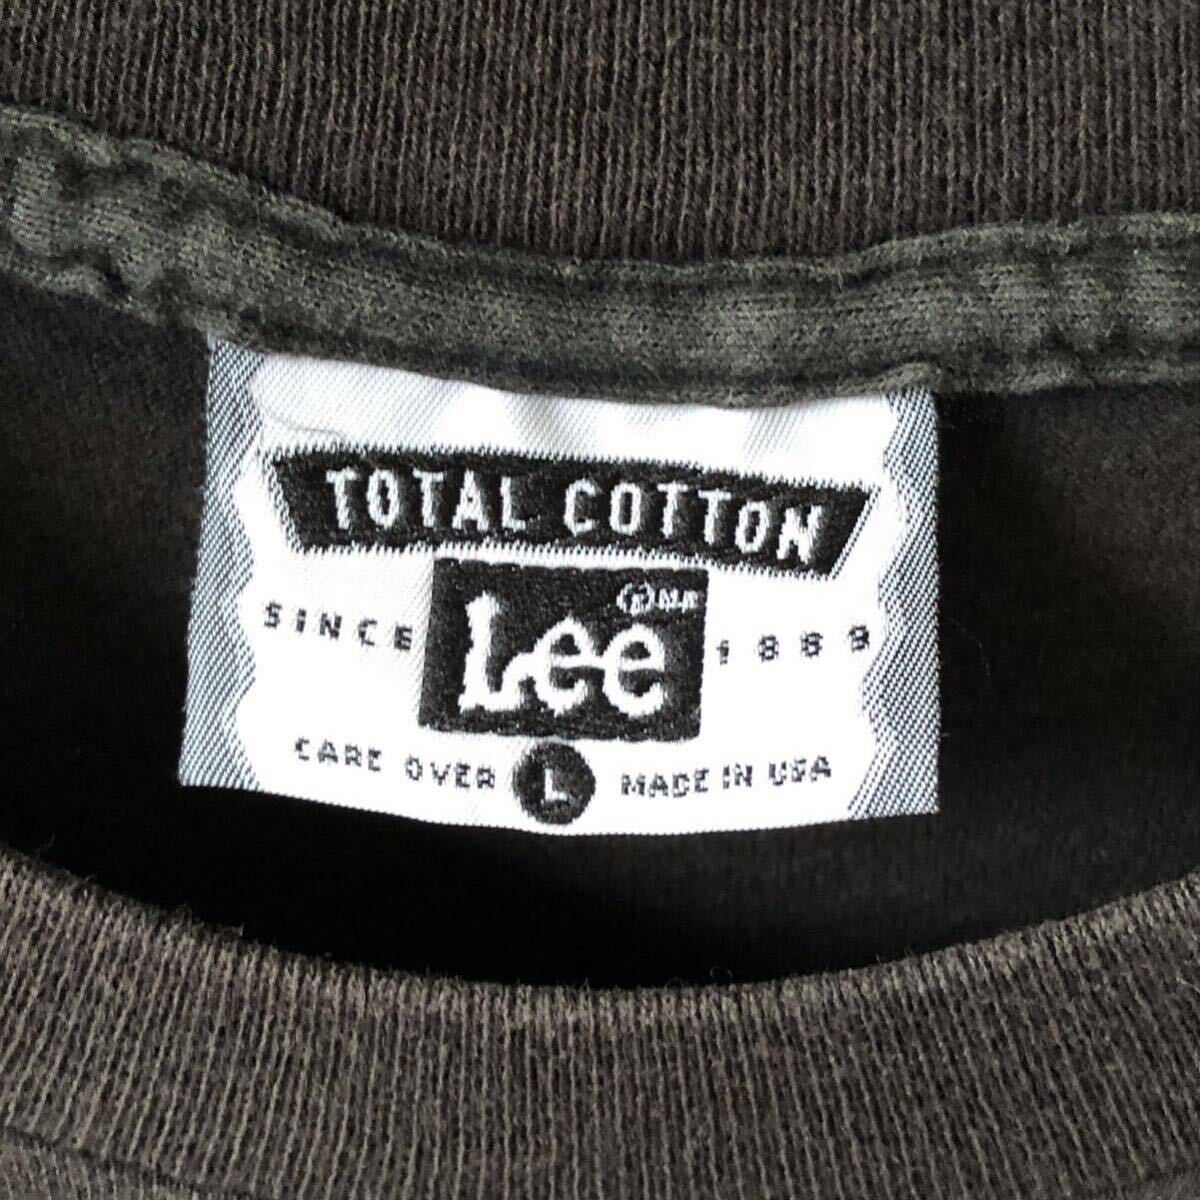 TOTAL COTTON
Lee ® M.R.
SINCE 1889
CARE OVER L MADE IN USA